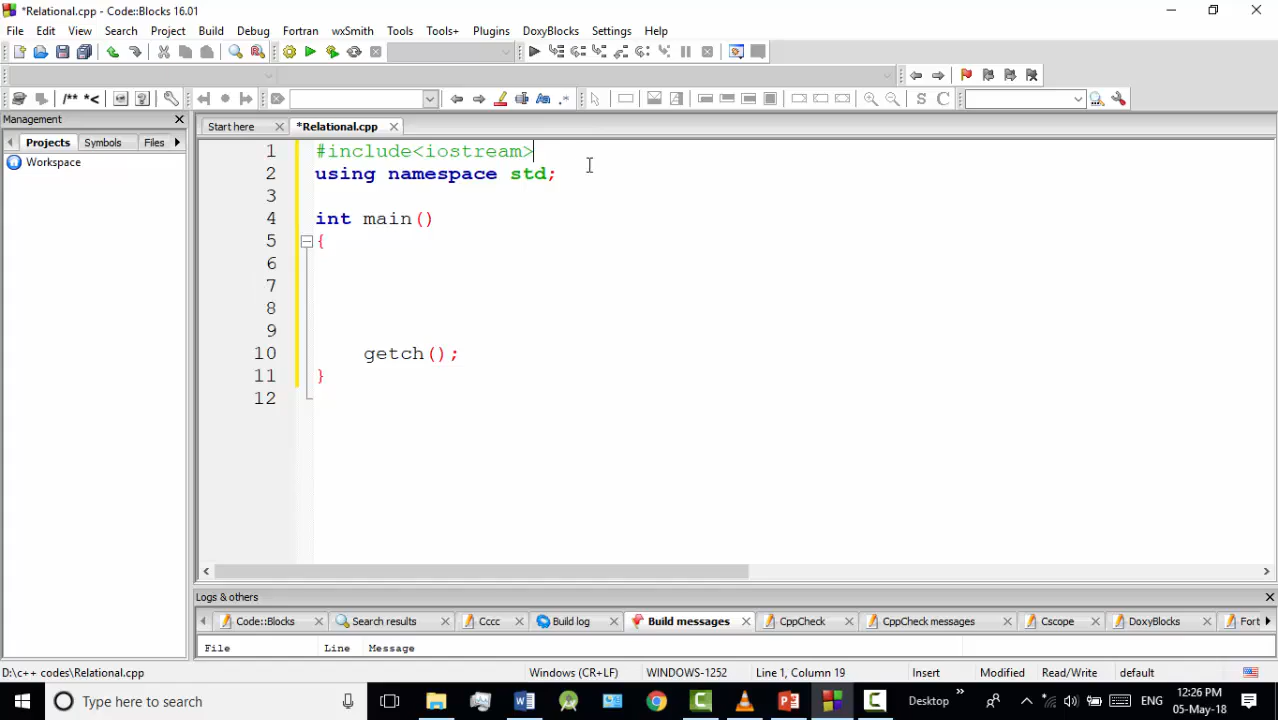 *Relational.cpp - Code::Blocks 16.01
File Edit View Search Project Build Debug Fortran wxSmith Tools Tools+ Plugins DoxyBlocks Settings Help
/** *<
S C
Management
Start here *Relational.cpp
Projects Symbols Files
Workspace
1 #include<iostream>
2 using namespace std;
3
4 int main()
5 {
6
7
8
9
10 getch();
11 }
12
Logs & others
Code::Blocks Search results Cccc Build log Build messages CppCheck CppCheck messages Cscope DoxyBlocks Fort
File Line Message
D:\c++ codes\Relational.cpp Windows (CR+LF) WINDOWS-1252 Line 1, Column 19 Insert Modified Read/Write default
Type here to search Desktop ENG 12:26 PM
05-May-18